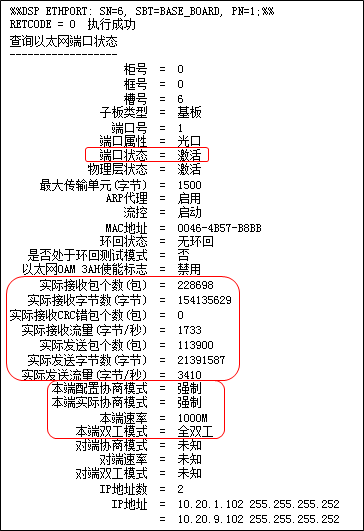 %%DSP ETHPORT: SN=6, SBT=BASE_BOARD, PN=1;%%
RETCODE = 0  执行成功
查询以太网端口状态
------------------
柜号 = 0
框号 = 0
槽号 = 6
子板类型 = 基板
端口号 = 1
端口属性 = 光口
端口状态 = 激活
物理层状态 = 激活
最大传输单元(字节) = 1500
ARP代理 = 启用
流控 = 启动
MAC地址 = 0046-4B57-B8BB
环回状态 = 无环回
是否处于环回测试模式 = 否
以太网OAM 3AH使能标志 = 禁用
实际接收包个数(包) = 228698
实际接收字节数(字节) = 154135629
实际接收CRC错包个数(包) = 0
实际接收流量(字节/秒) = 1733
实际发送包个数(包) = 113900
实际发送字节数(字节) = 21391587
实际发送流量(字节/秒) = 3410
本端配置协商模式 = 强制
本端实际协商模式 = 强制
本端速率 = 1000M
本端双工模式 = 全双工
对端协商模式 = 未知
对端速率 = 未知
对端双工模式 = 未知
IP地址数 = 2
IP地址 = 10.20.1.102 255.255.255.252
= 10.20.9.102 255.255.255.252